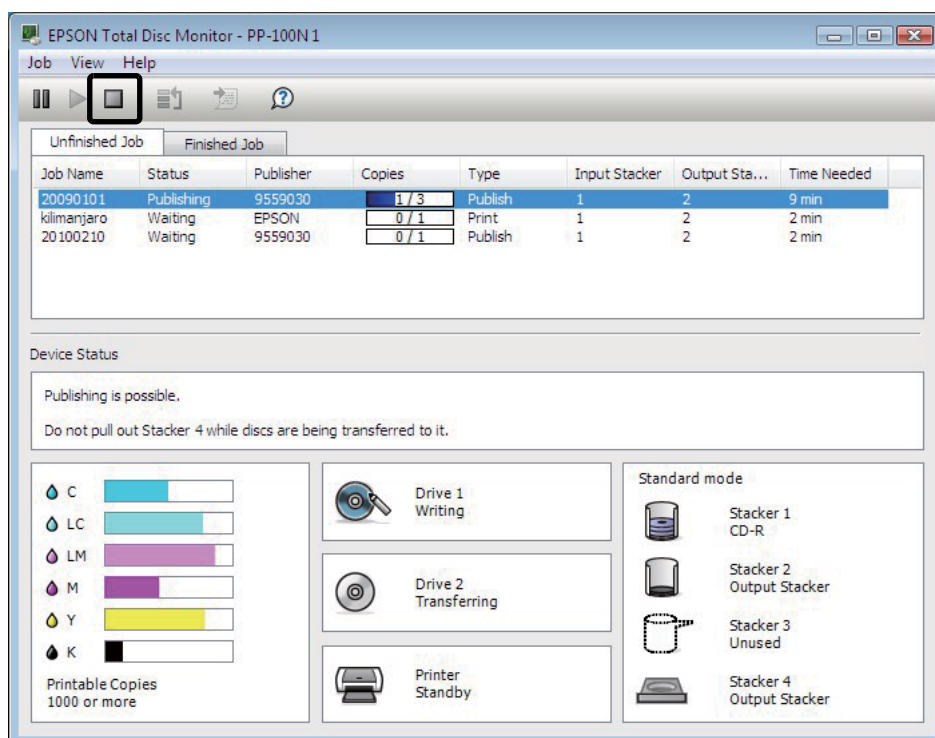 EPSON Total Disc Monitor - PP-100N 1
Job View Help
Unfinished Job Finished Job
Job Name Status Publisher Copies Type Input Stacker Output Sta... Time Needed
20090101 Publishing 9559030 1 / 3 Publish 1 2 9 min
kilimanjaro Waiting EPSON 0 / 1 Print 1 2 2 min
20100210 Waiting 9559030 0 / 1 Publish 1 2 2 min
Device Status
Publishing is possible.
Do not pull out Stacker 4 while discs are being transferred to it.
C
LC
LM
M
Y
K
Printable Copies
1000 or more
Drive 1
Writing
Drive 2
Transferring
Printer
Standby
Standard mode
Stacker 1
CD-R
Stacker 2
Output Stacker
Stacker 3
Unused
Stacker 4
Output Stacker